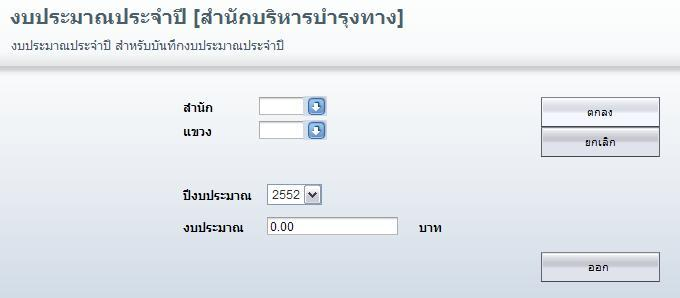 งบประมาณประจำปี [สำนักบริหารบำรุงทาง]
งบประมาณประจำปี สำหรับบันทึกงบประมาณประจำปี
สำนัก
ตกลง
แขวง
ยกเลิก
ปีงบประมาณ 2552
งบประมาณ 0.00 บาท
ออก